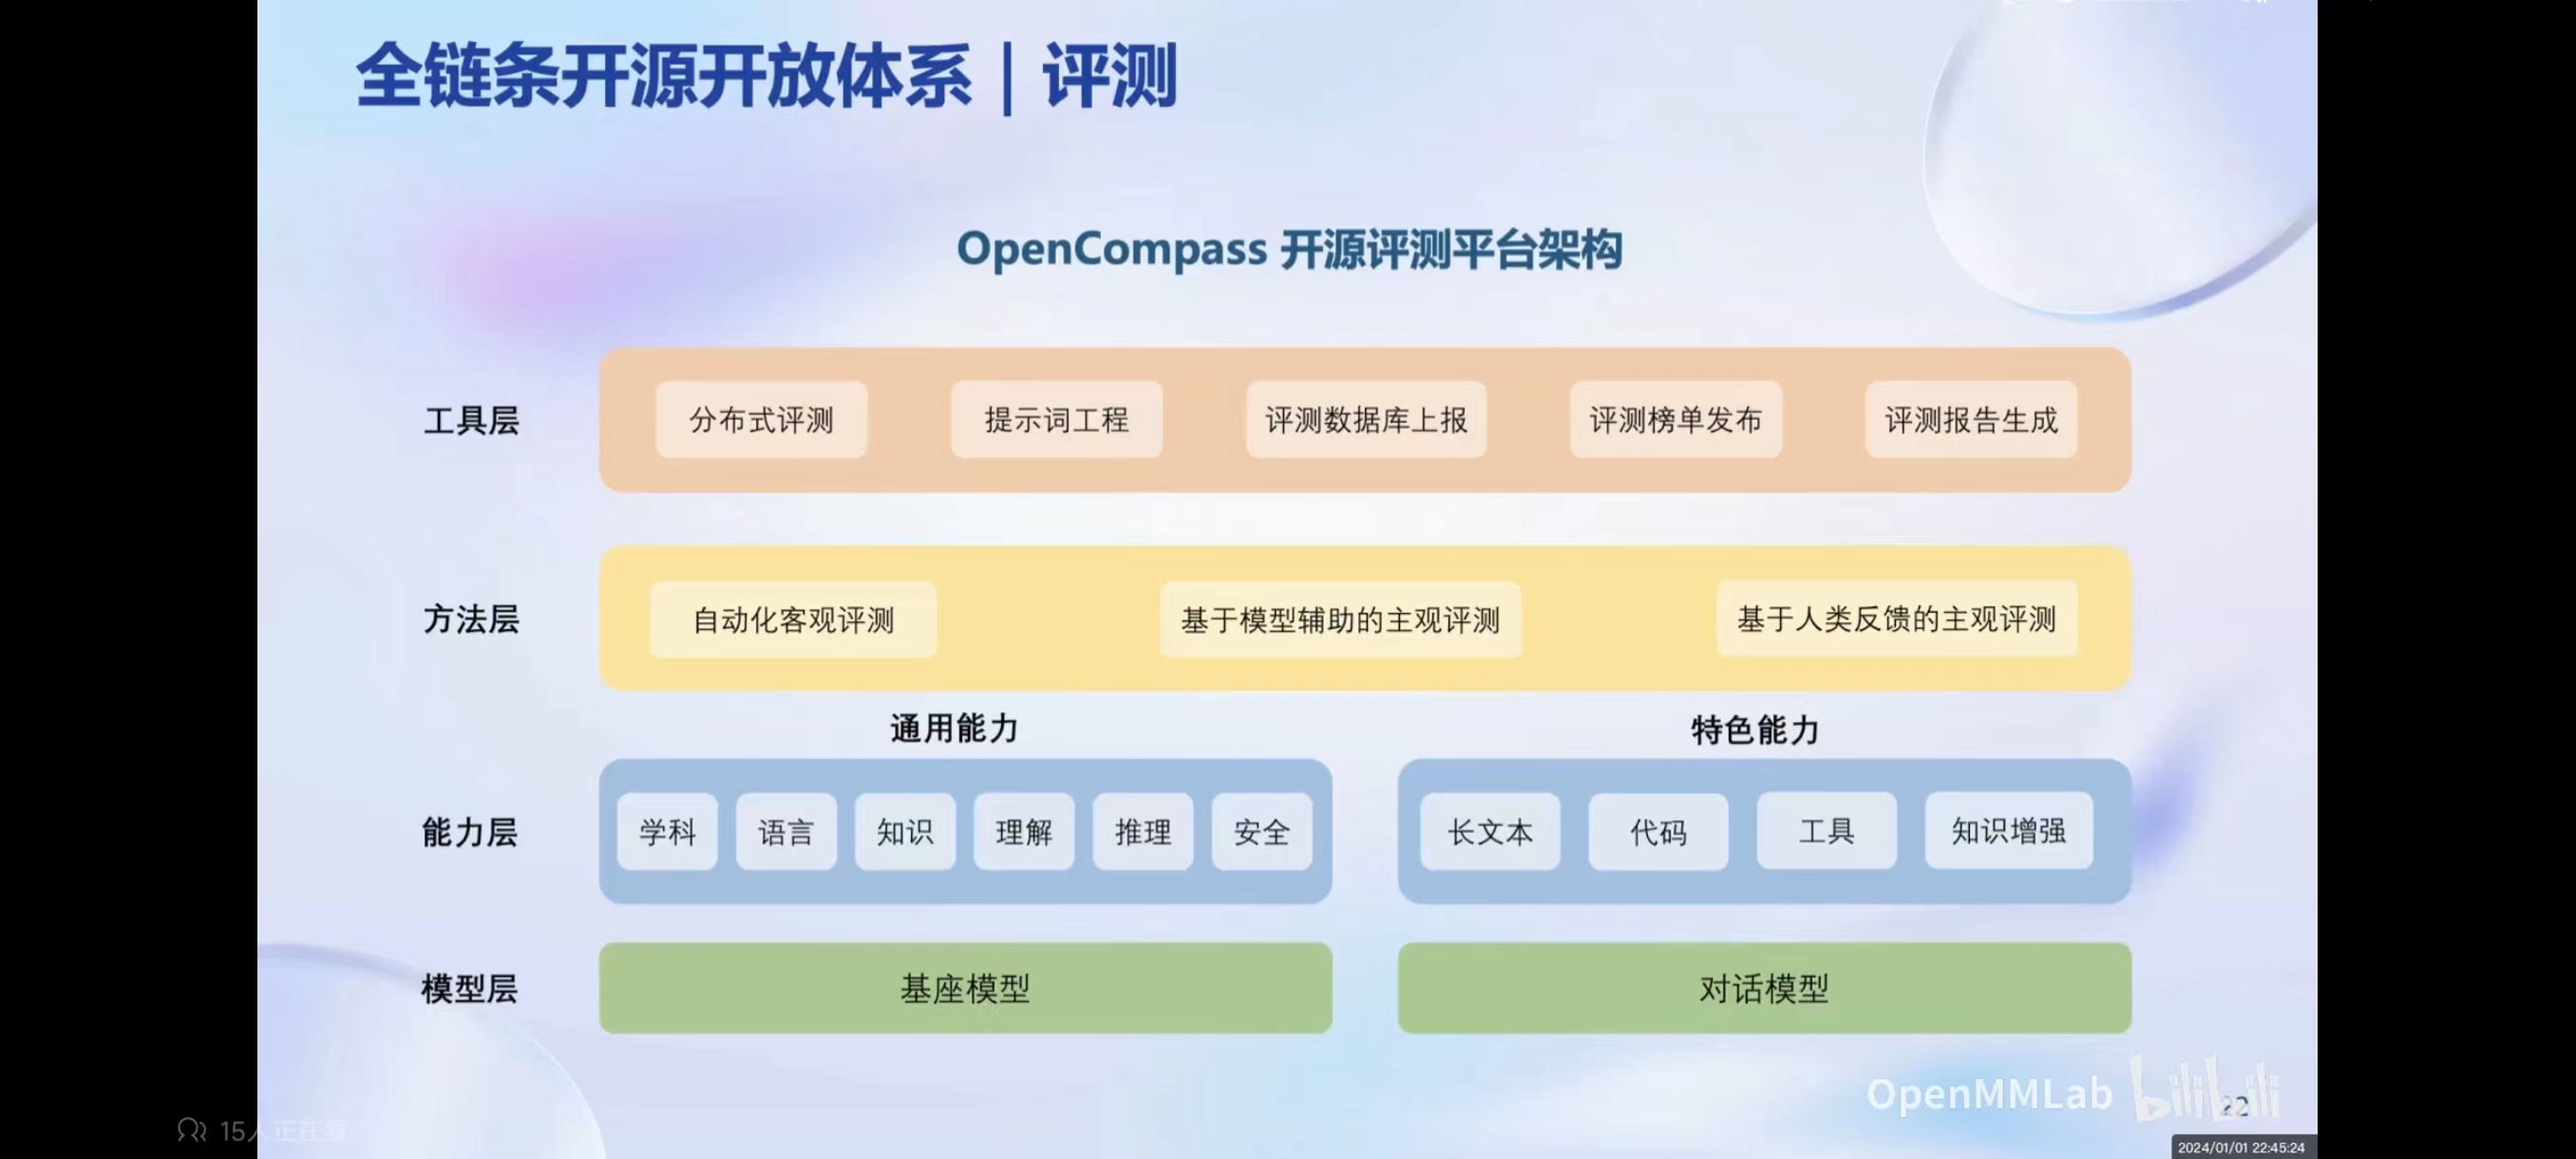 全链条开源开放体系｜评测
OpenCompass 开源评测平台架构
工具层
分布式评测
提示词工程
评测数据库上报
评测榜单发布
评测报告生成
方法层
自动化客观评测
基于模型辅助的主观评测
基于人类反馈的主观评测
通用能力
特色能力
能力层
学科
语言
知识
理解
推理
安全
长文本
代码
工具
知识增强
模型层
基座模型
对话模型
OpenMMLab bilibili
22
15人正在看
2024/01/01 22:45:24